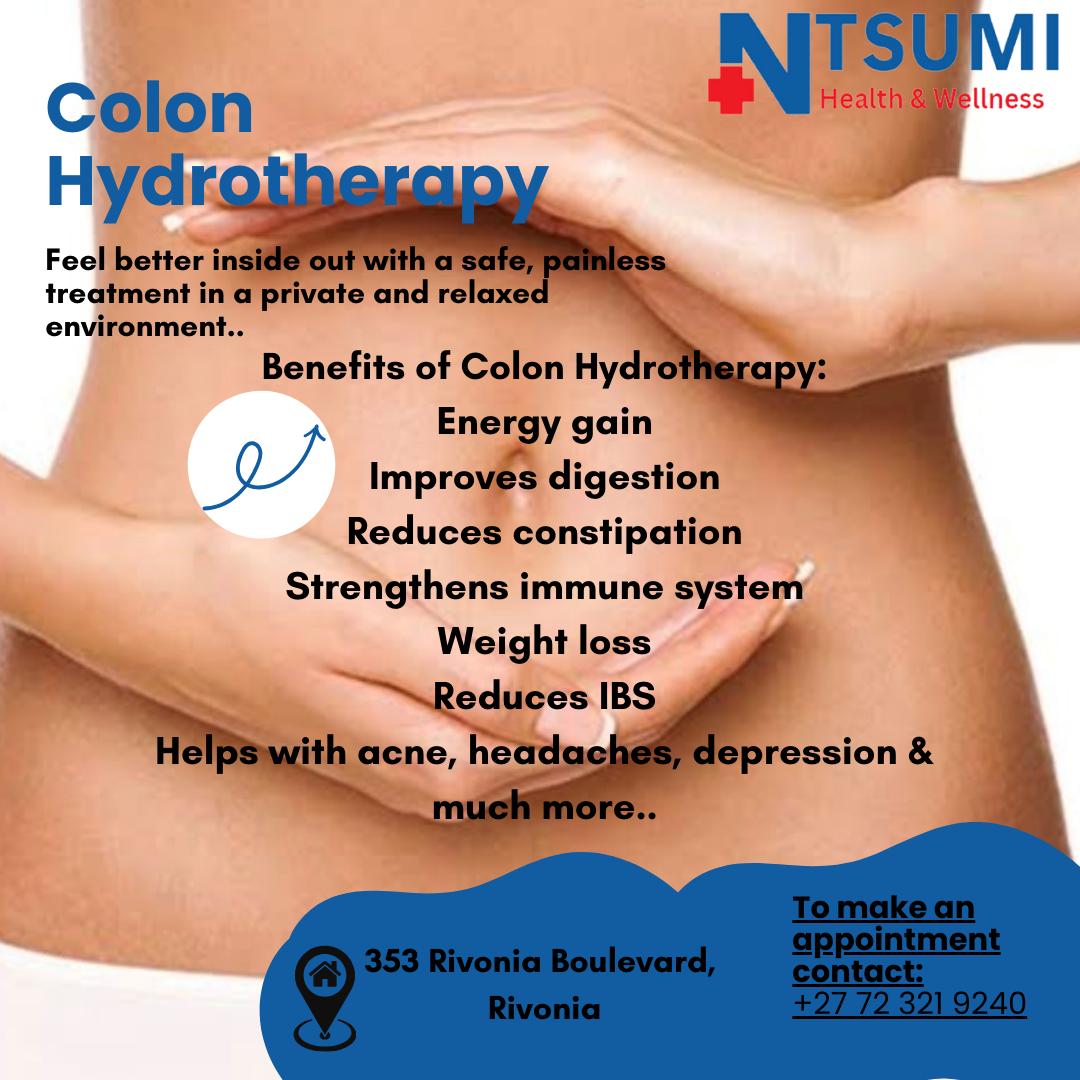 NTSUMI
Health & Wellness
Colon
Hydrotherapy
Feel better inside out with a safe, painless
treatment in a private and relaxed
environment..
Benefits of Colon Hydrotherapy:
Energy gain
Improves digestion
Reduces constipation
Strengthens immune system
Weight loss
Reduces IBS
Helps with acne, headaches, depression &
much more..
353 Rivonia Boulevard,
Rivonia
To make an
appointment
contact:
+27 72 321 9240